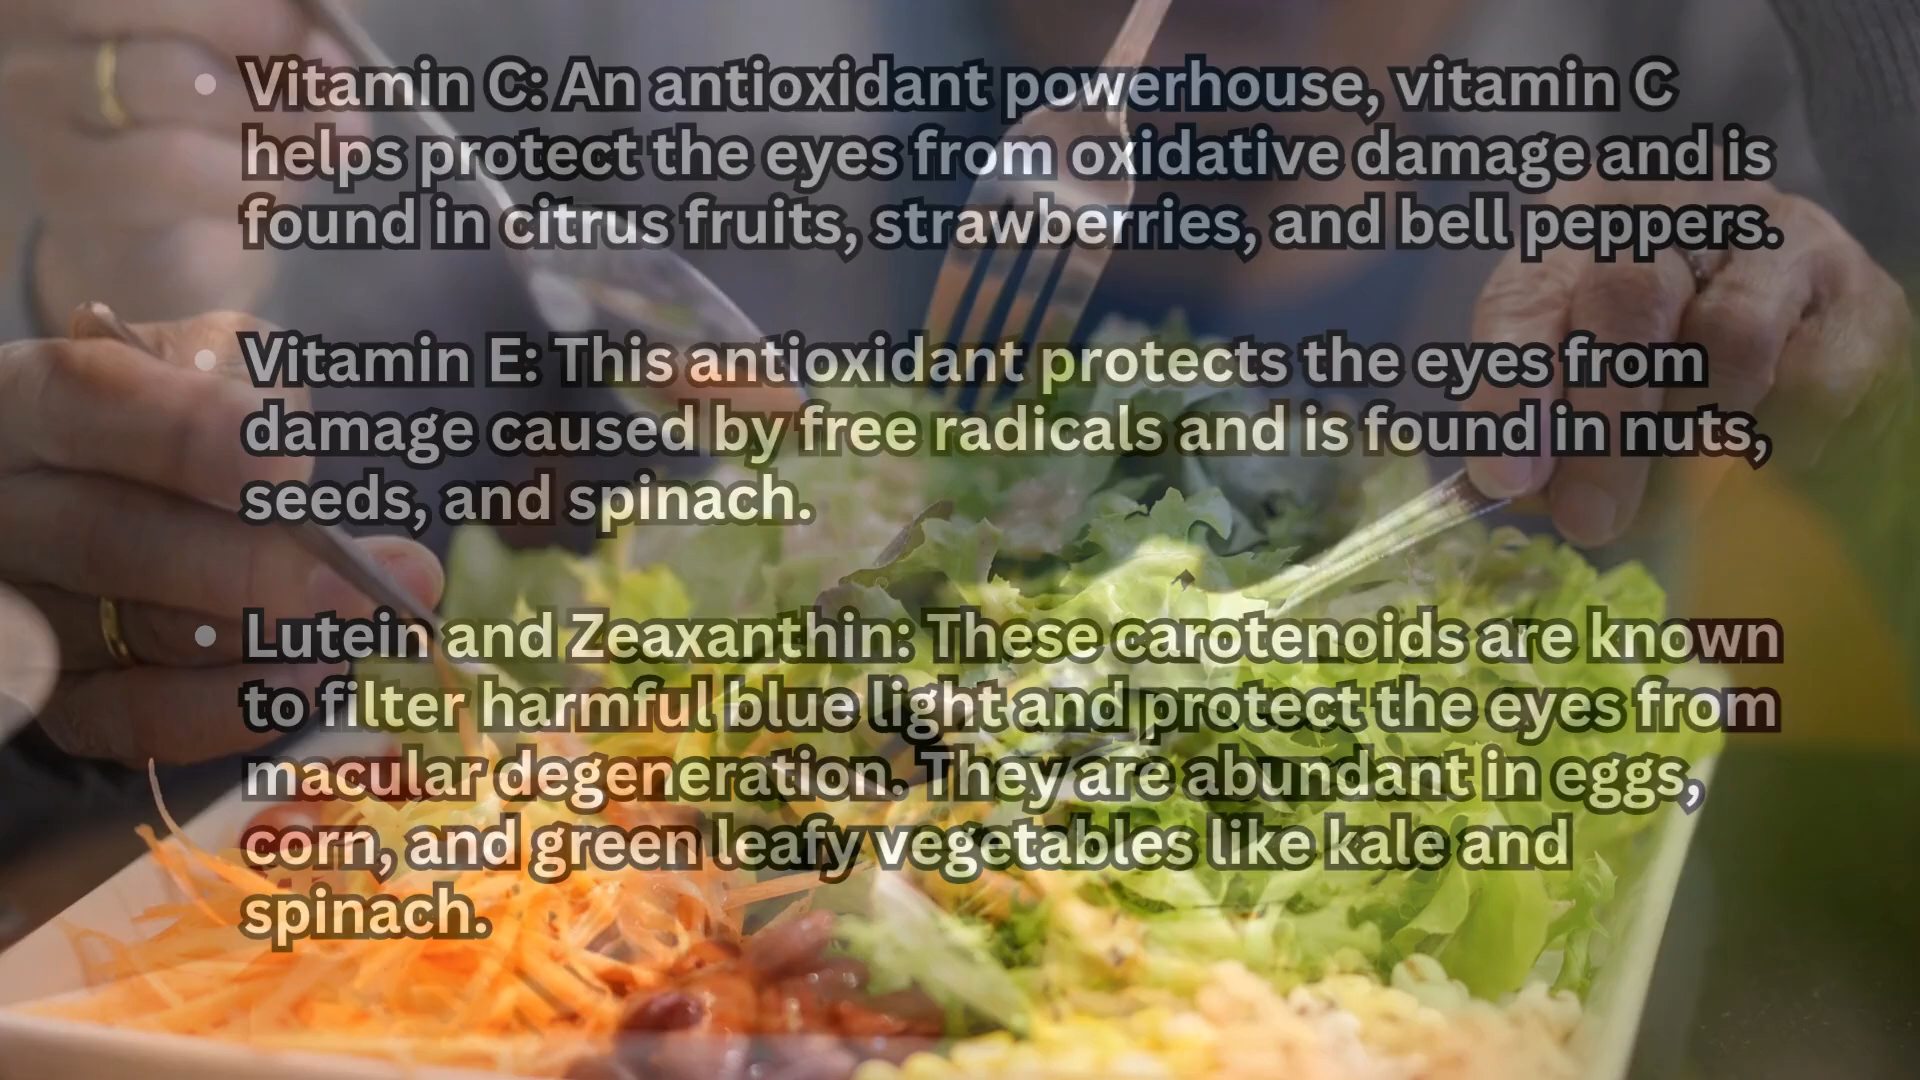 • Vitamin C: An antioxidant powerhouse, vitamin C
helps protect the eyes from oxidative damage and is
found in citrus fruits, strawberries, and bell peppers.
• Vitamin E: This antioxidant protects the eyes from
damage caused by free radicals and is found in nuts,
seeds, and spinach.
• Lutein and Zeaxanthin: These carotenoids are known
to filter harmful blue light and protect the eyes from
macular degeneration. They are abundant in eggs,
corn, and green leafy vegetables like kale and
spinach.